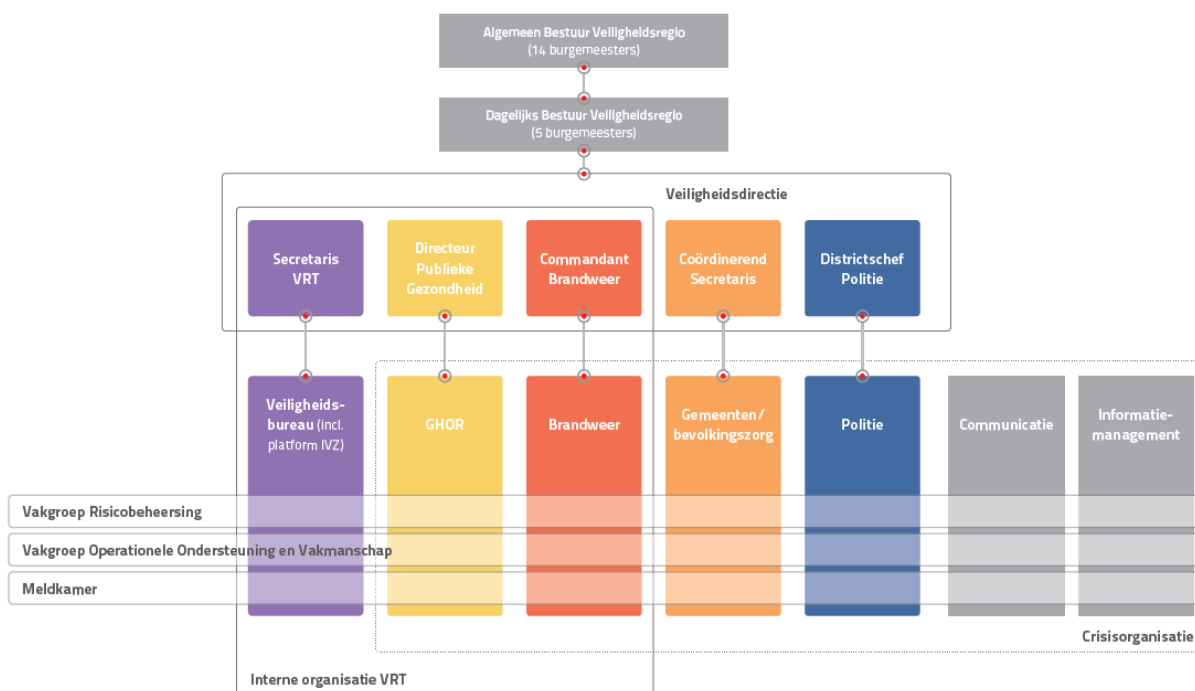 Algemeen Bestuur Veiligheidsregio
(14 burgemeesters)
Dagelijks Bestuur Veiligheidsregio
(5 burgemeesters)
Veiligheidsdirectie
Secretaris
VRT
Directeur
Publieke
Gezondheid
Commandant
Brandweer
Coördinerend
Secretaris
Districtschef
Politie
Veiligheids-
bureau (incl.
platform IVZ)
GHOR
Brandweer
Gemeenten/
bevolkingszorg
Politie
Communicatie
Informatie-
management
Vakgroep Risicobeheersing
Vakgroep Operationele Ondersteuning en Vakmanschap
Meldkamer
Crisisorganisatie
Interne organisatie VRT